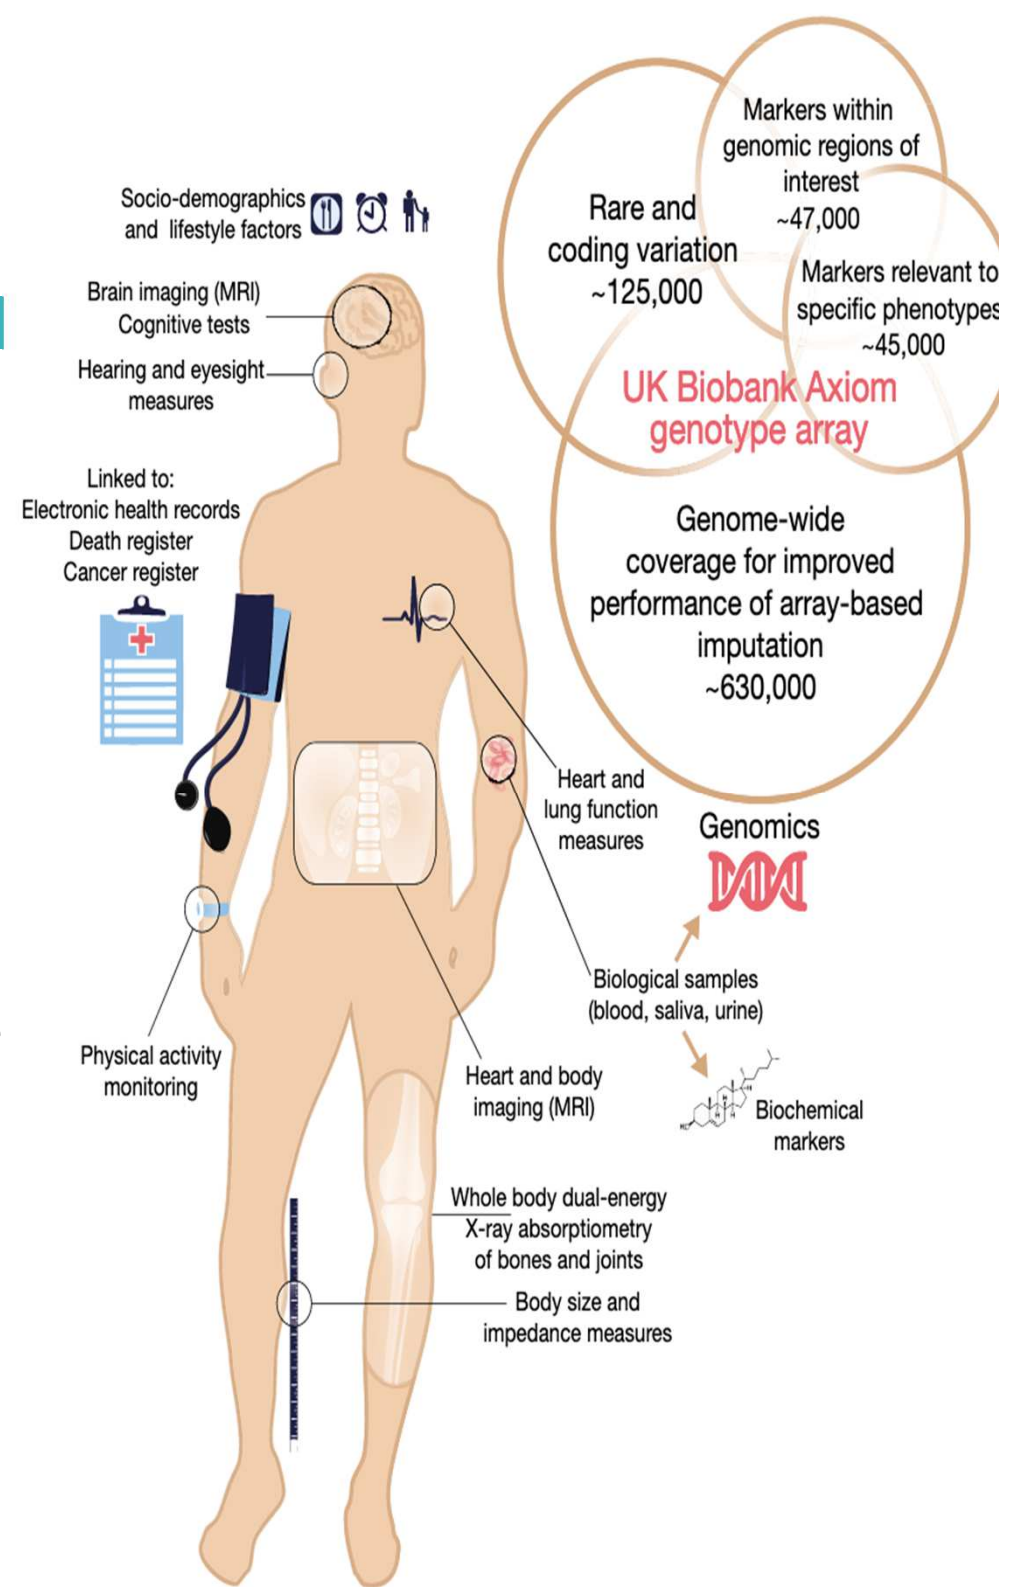 Markers within
genomic regions of
interest
~47,000
Rare and
coding variation
~125,000
Markers relevant to
specific phenotypes
~45,000
UK Biobank Axiom
genotype array
Genome-wide
coverage for improved
performance of array-based
imputation
~630,000
Socio-demographics
and lifestyle factors
Brain imaging (MRI)
Cognitive tests
Hearing and eyesight
measures
Linked to:
Electronic health records
Death register
Cancer register
Heart and
lung function
measures
Genomics
Biological samples
(blood, saliva, urine)
Physical activity
monitoring
Heart and body
imaging (MRI)
Biochemical
markers
Whole body dual-energy
X-ray absorptiometry
of bones and joints
Body size and
impedance measures